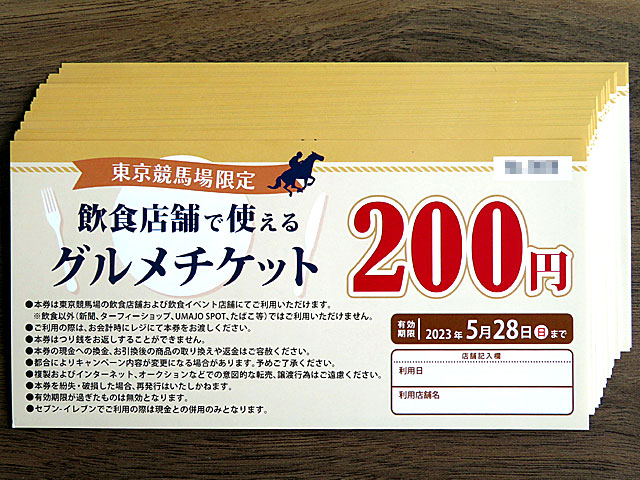 東京競馬場限定
飲食店舗で使える
グルメチケット
200円
●本券は東京競馬場の飲食店舗および飲食イベント店舗にてご利用いただけます。
※飲食以外(新聞、ターフィーショップ、UMAJO SPOT、たばこ等)ではご利用いただけません。
●ご利用の際は、お会計時にレジにて本券をお渡しください。
●本券はつり銭をお返しすることができません。
●本券の現金への換金、お引換後の商品の取り換えや返金はご容赦ください。
●都合によりキャンペーン内容が変更になる場合があります。予めご了承ください。
●複製およびインターネット、オークションなどでの意図的な転売、譲渡行為はご遠慮ください。
●本券を紛失・破損した場合、再発行はいたしかねます。
●有効期限が過ぎたものは無効となります。
●セブン-イレブンでご利用の際は現金との併用のみとなります。
有効期限 2023年5月28日(日)まで
店舗記入欄
利用日
利用店舗名